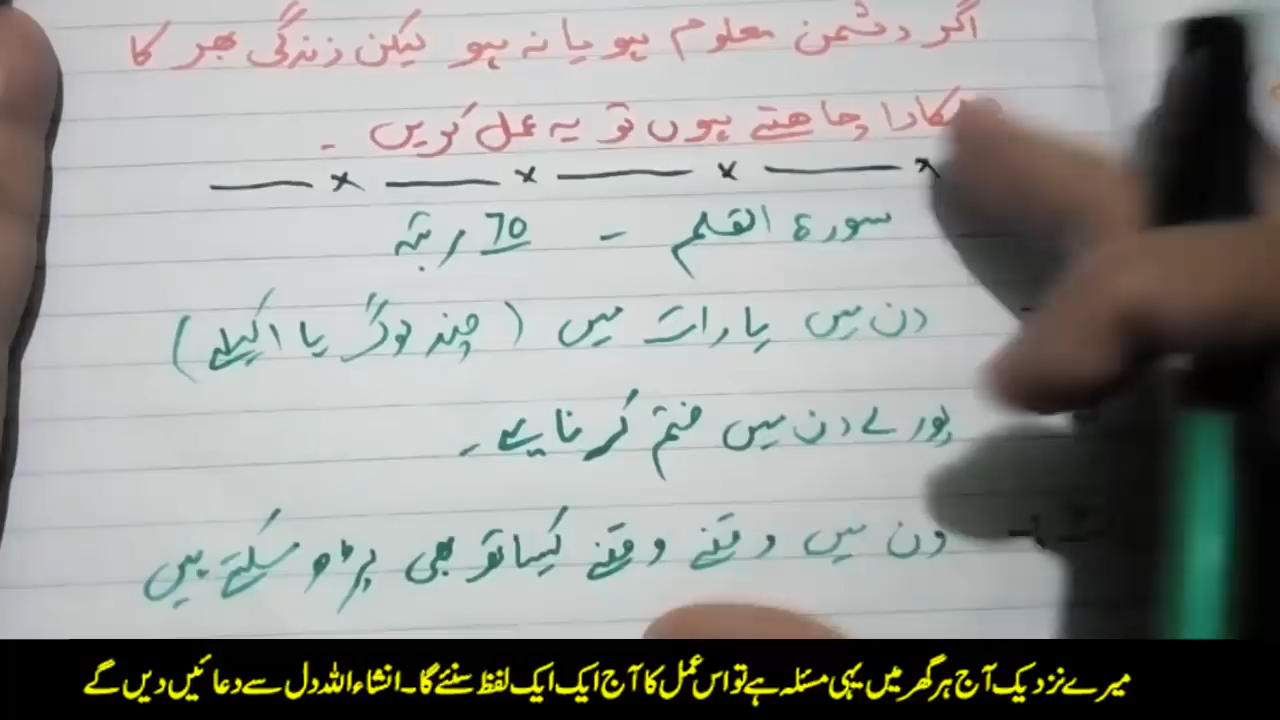 اگر دشمن معلوم ہو یا نہ ہو لیکن زندگی بھر کا
چاھتے ہوں تو یہ عمل کریں ۔
سورۃ القلم - 70 مرتبہ
دن میں یا رات میں (چند لوگ یا اکیلے)
پورے دن میں ختم کرنا ہے ۔
دن میں وقفے وقفے کیساتھ بھی پڑھ سکتے ہیں
میرے نزدیک آج ہر گھر میں یہی مسئلہ ہے تو اس عمل کا آج ایک ایک لفظ سنئے گا۔ انشاء اللہ دل سے دعائیں دیں گے